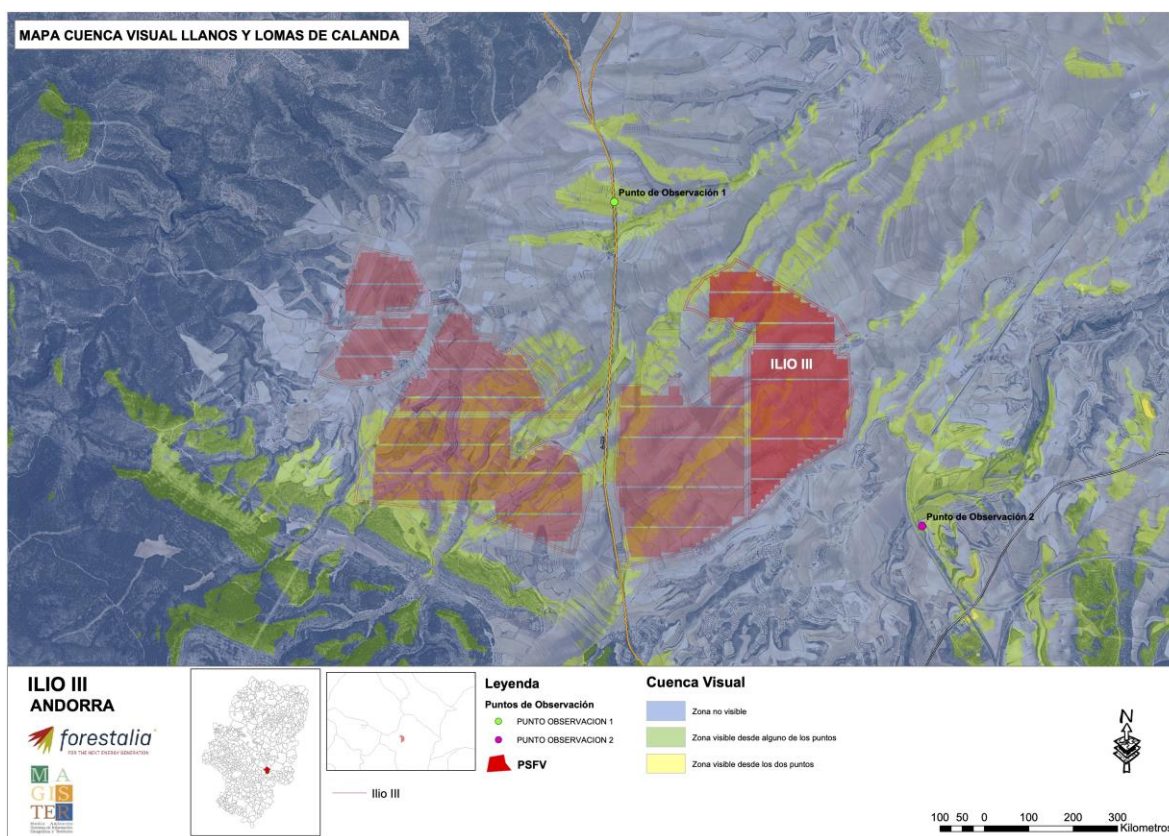 MAPA CUENCA VISUAL LLANOS Y LOMAS DE CALANDA
Punto de Observación 1
ILIO III
Punto de Observación 2
ILIO III
ANDORRA
forestalia
FOR THE NEXT ENERGY GENERATION
MA
GIS
TER
Leyenda
Puntos de Observación
PUNTO OBSERVACION 1
PUNTO OBSERVACION 2
PSFV
Ilio III
Cuenca Visual
Zona no visible
Zona visible desde alguno de los puntos
Zona visible desde los dos puntos
N
100 50 0 100 200 300
Kilometro